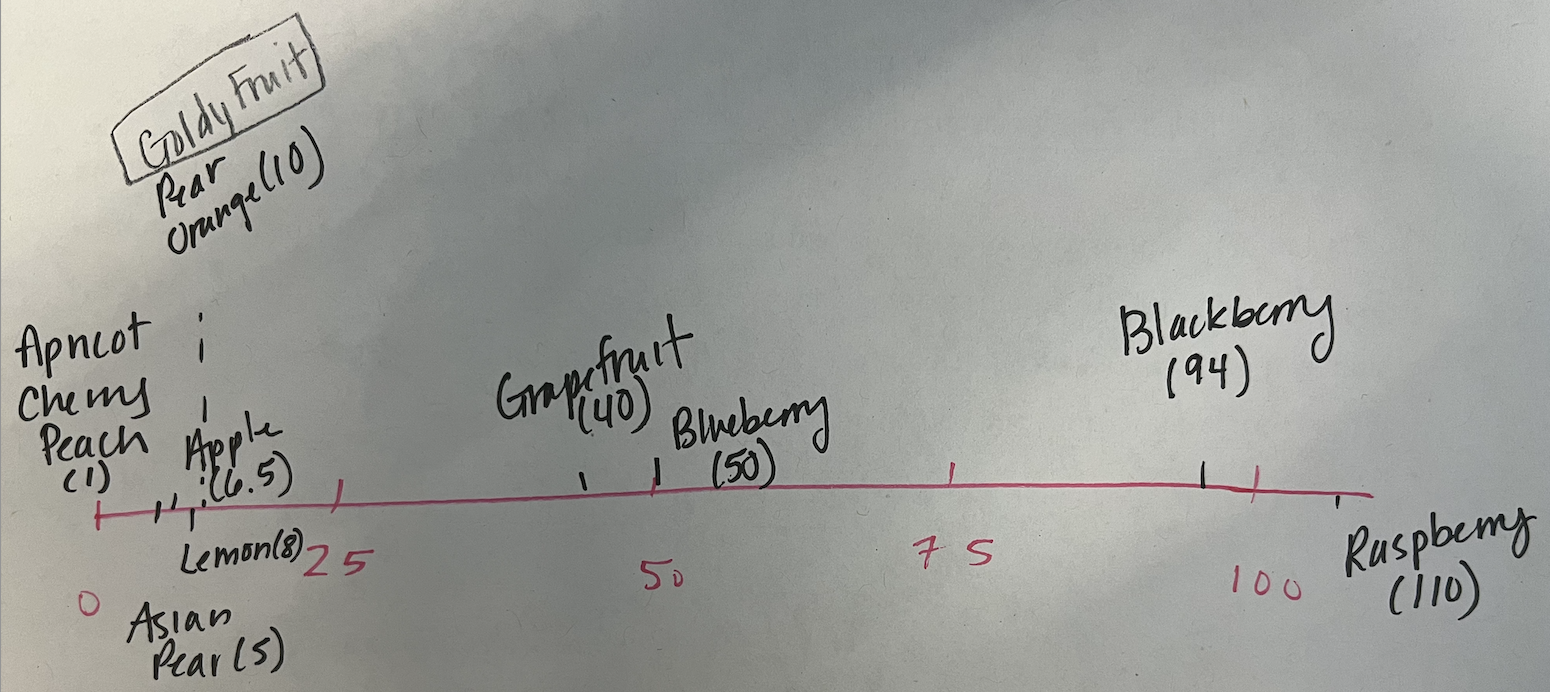 Goldy Fruit
Pear
Orange (10)
Apricot
Cherry
Peach
(1)
Apple
(6.5)
Grapefruit
(40)
Blueberry
(50)
Blackberry
(94)
Lemon (8)
0
25
50
75
100
Raspberry
(110)
Asian
Pear (5)